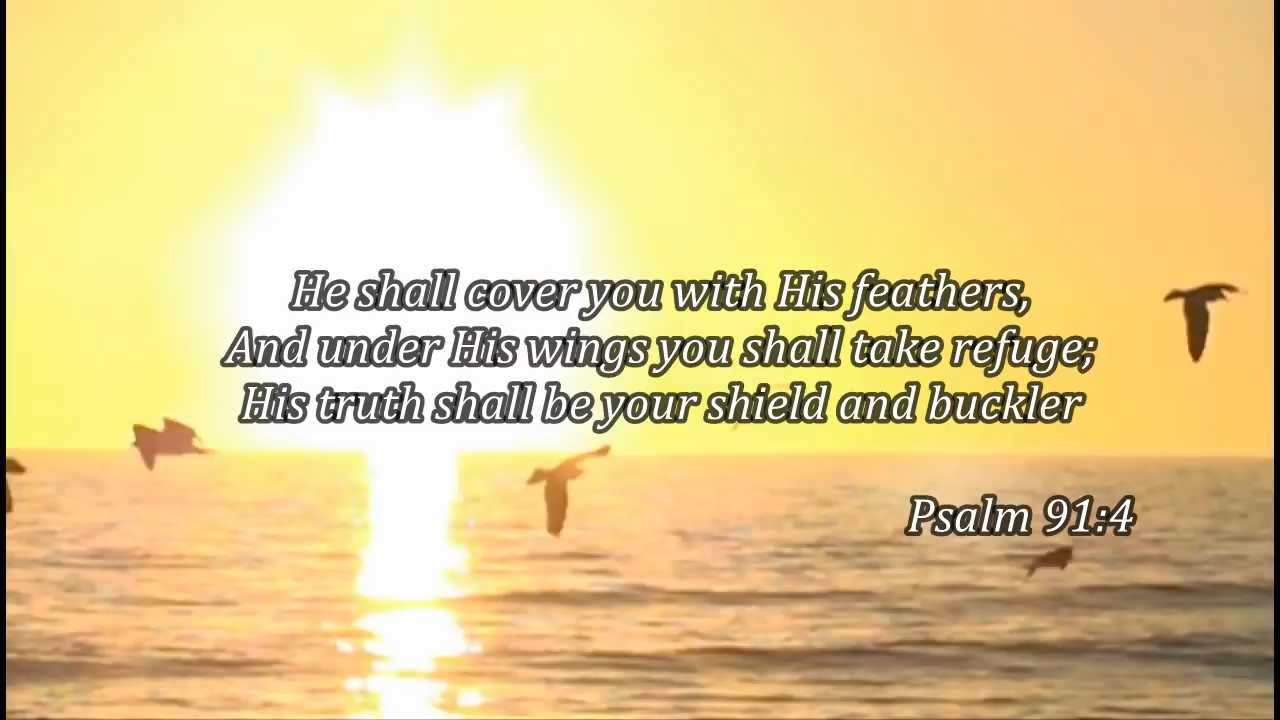 He shall cover you with His feathers,
And under His wings you shall take refuge;
His truth shall be your shield and buckler
Psalm 91:4